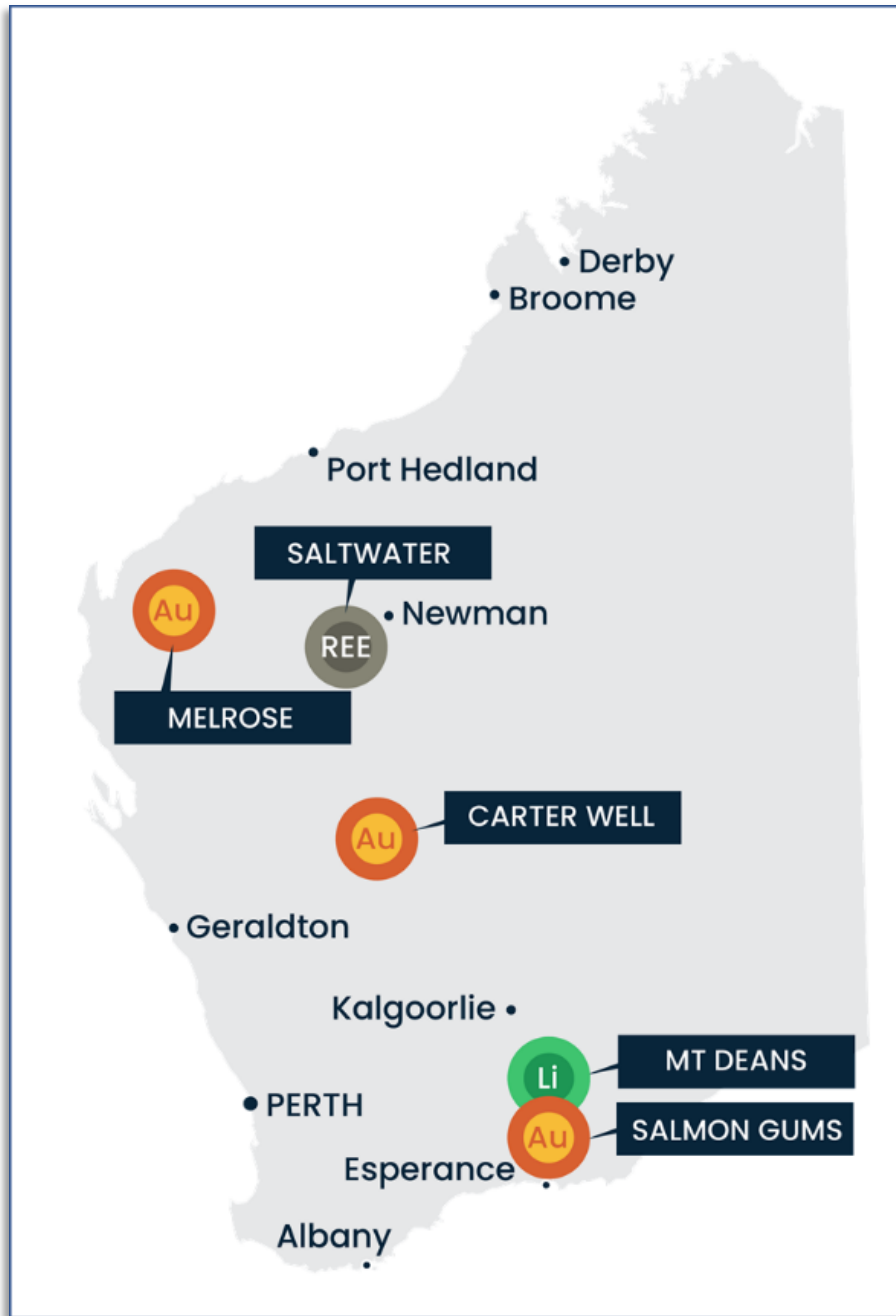 Derby
Broome
Port Hedland
SALTWATER
Au
Newman
REE
MELROSE
CARTER WELL
Au
Geraldton
Kalgoorlie
Li
MT DEANS
PERTH
Au
SALMON GUMS
Esperance
Albany